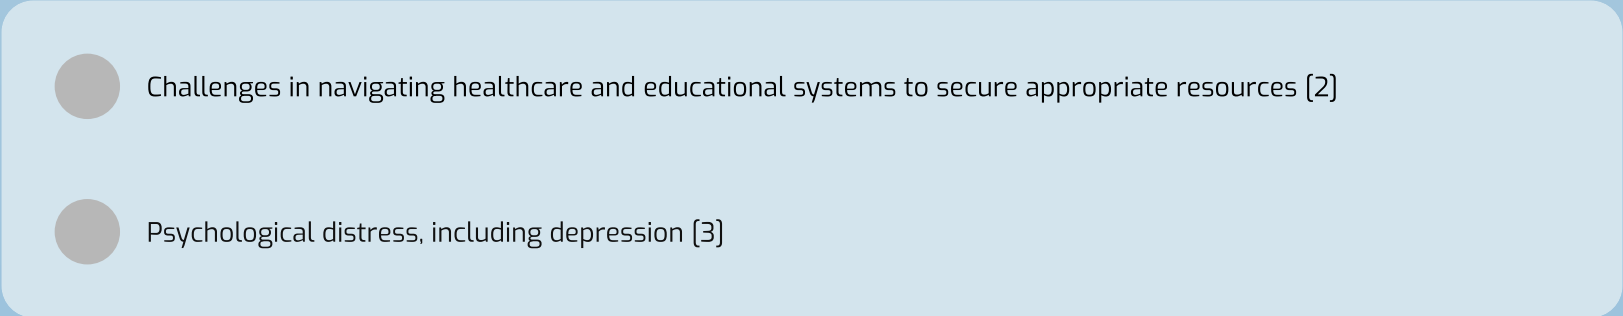 Challenges in navigating healthcare and educational systems to secure appropriate resources [2]
Psychological distress, including depression [3]